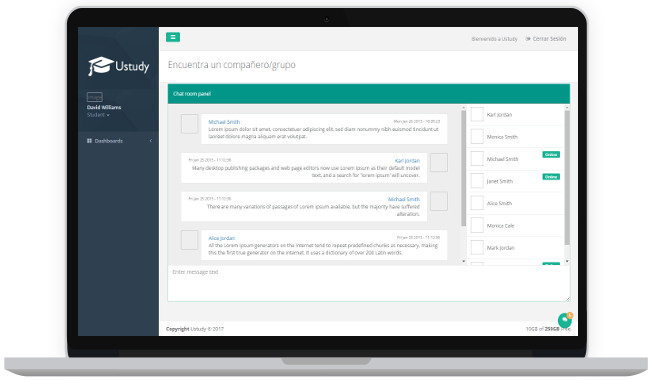 Ustudy
David Williams
Student
Dashboards
Bienvenido a Ustudy
Cerrar Sesión
Encuentra un compañero/grupo
Chat room panel
Michael Smith
Lorem ipsum dolor sit amet, consectetuer adipiscing elit, sed diam nonummy nibh euismod tincidunt ut
laoreet dolore magna aliquam erat volutpat.
Fri Jan 25 2015 - 11:12:36
Karl Jordan
Many desktop publishing packages and web page editors now use Lorem Ipsum as their default model
text, and a search for 'lorem ipsum' will uncover.
Fri Jan 25 2015 - 11:12:36
Michael Smith
There are many variations of passages of Lorem Ipsum available, but the majority have suffered
alteration.
Alice Jordan
Fri Jan 25 2015 - 11:12:36
All the Lorem Ipsum generators on the Internet tend to repeat predefined chunks as necessary, making
this the first true generator on the Internet. It uses a dictionary of over 200 Latin words.
Karl Jordan
Monica Smith
Michael Smith
Online
Janet Smith
Online
Alice Smith
Monica Cale
Mark Jordan
Enter message text
Copyright Ustudy © 2017
10GB of 250GB